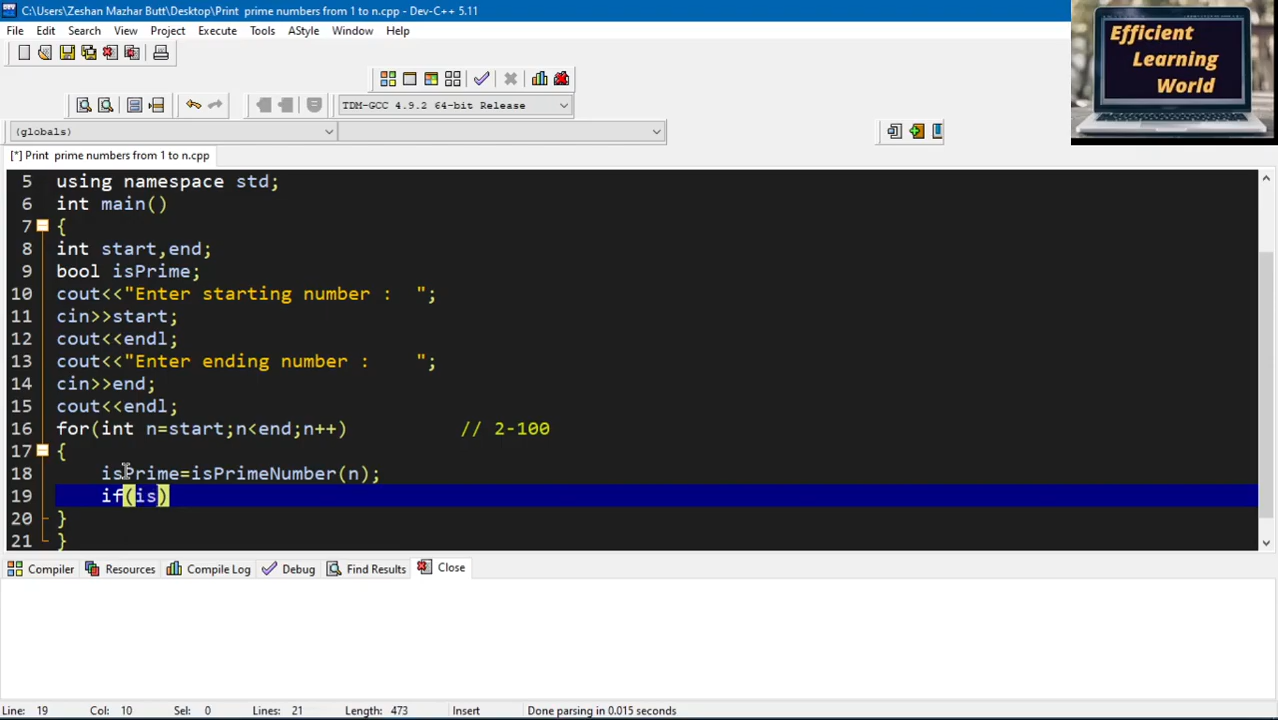 C:\Users\Zeshan Mazhar Butt\Desktop\Print  prime numbers from 1 to n.cpp - Dev-C++ 5.11
File Edit Search View Project Execute Tools AStyle Window Help
Efficient
Learning
World
TDM-GCC 4.9.2 64-bit Release
(globals)
[*] Print  prime numbers from 1 to n.cpp
5 using namespace std;
6 int main()
7 {
8 int start,end;
9 bool isPrime;
10 cout<<"Enter starting number :  ";
11 cin>>start;
12 cout<<endl;
13 cout<<"Enter ending number :    ";
14 cin>>end;
15 cout<<endl;
16 for(int n=start;n<end;n++)          // 2-100
17 {
18     isPrime=isPrimeNumber(n);
19     if(is)
20 }
21 }
Compiler Resources Compile Log Debug Find Results Close
Line: 19 Col: 10 Sel: 0 Lines: 21 Length: 473 Insert Done parsing in 0.015 seconds